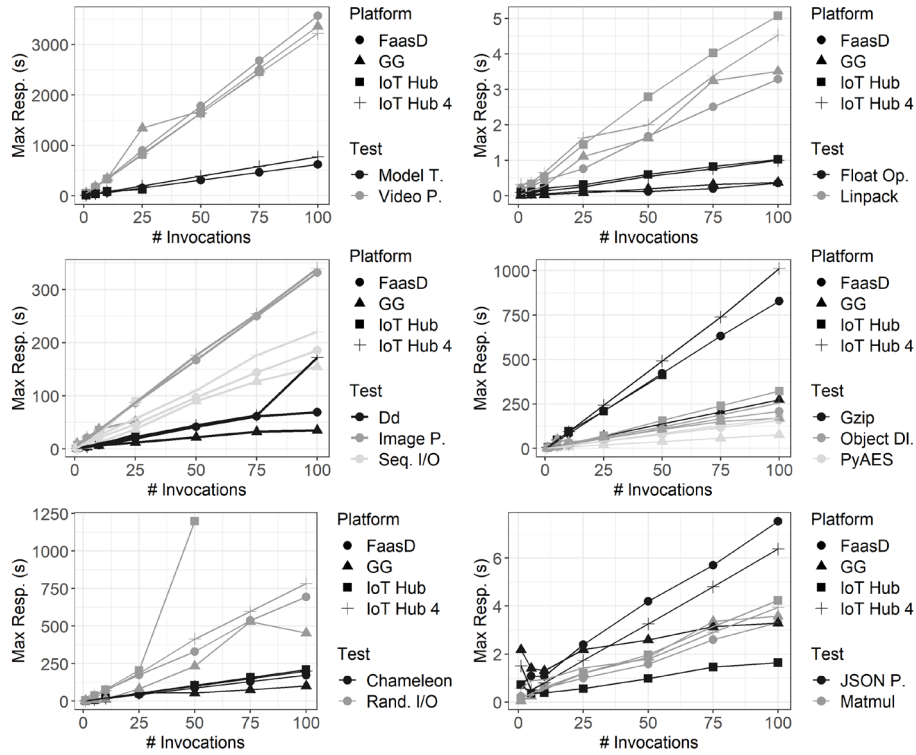 Max Resp. (s)
3000
2000
1000
0
0
25
50
75
100
# Invocations
Platform
FaasD
GG
IoT Hub
IoT Hub 4
Test
Model T.
Video P.
Max Resp. (s)
5
4
3
2
1
0
0
25
50
75
100
# Invocations
Platform
FaasD
GG
IoT Hub
IoT Hub 4
Test
Float Op.
Linpack
Max Resp. (s)
300
200
100
0
0
25
50
75
100
# Invocations
Platform
FaasD
GG
IoT Hub
IoT Hub 4
Test
Dd
Image P.
Seq. I/O
Max Resp. (s)
1000
750
500
250
0
0
25
50
75
100
# Invocations
Platform
FaasD
GG
IoT Hub
IoT Hub 4
Test
Gzip
Object DI.
PyAES
Max Resp. (s)
1250
1000
750
500
250
0
0
25
50
75
100
# Invocations
Platform
FaasD
GG
IoT Hub
IoT Hub 4
Test
Chameleon
Rand. I/O
Max Resp. (s)
6
4
2
0
0
25
50
75
100
# Invocations
Platform
FaasD
GG
IoT Hub
IoT Hub 4
Test
JSON P.
Matmul